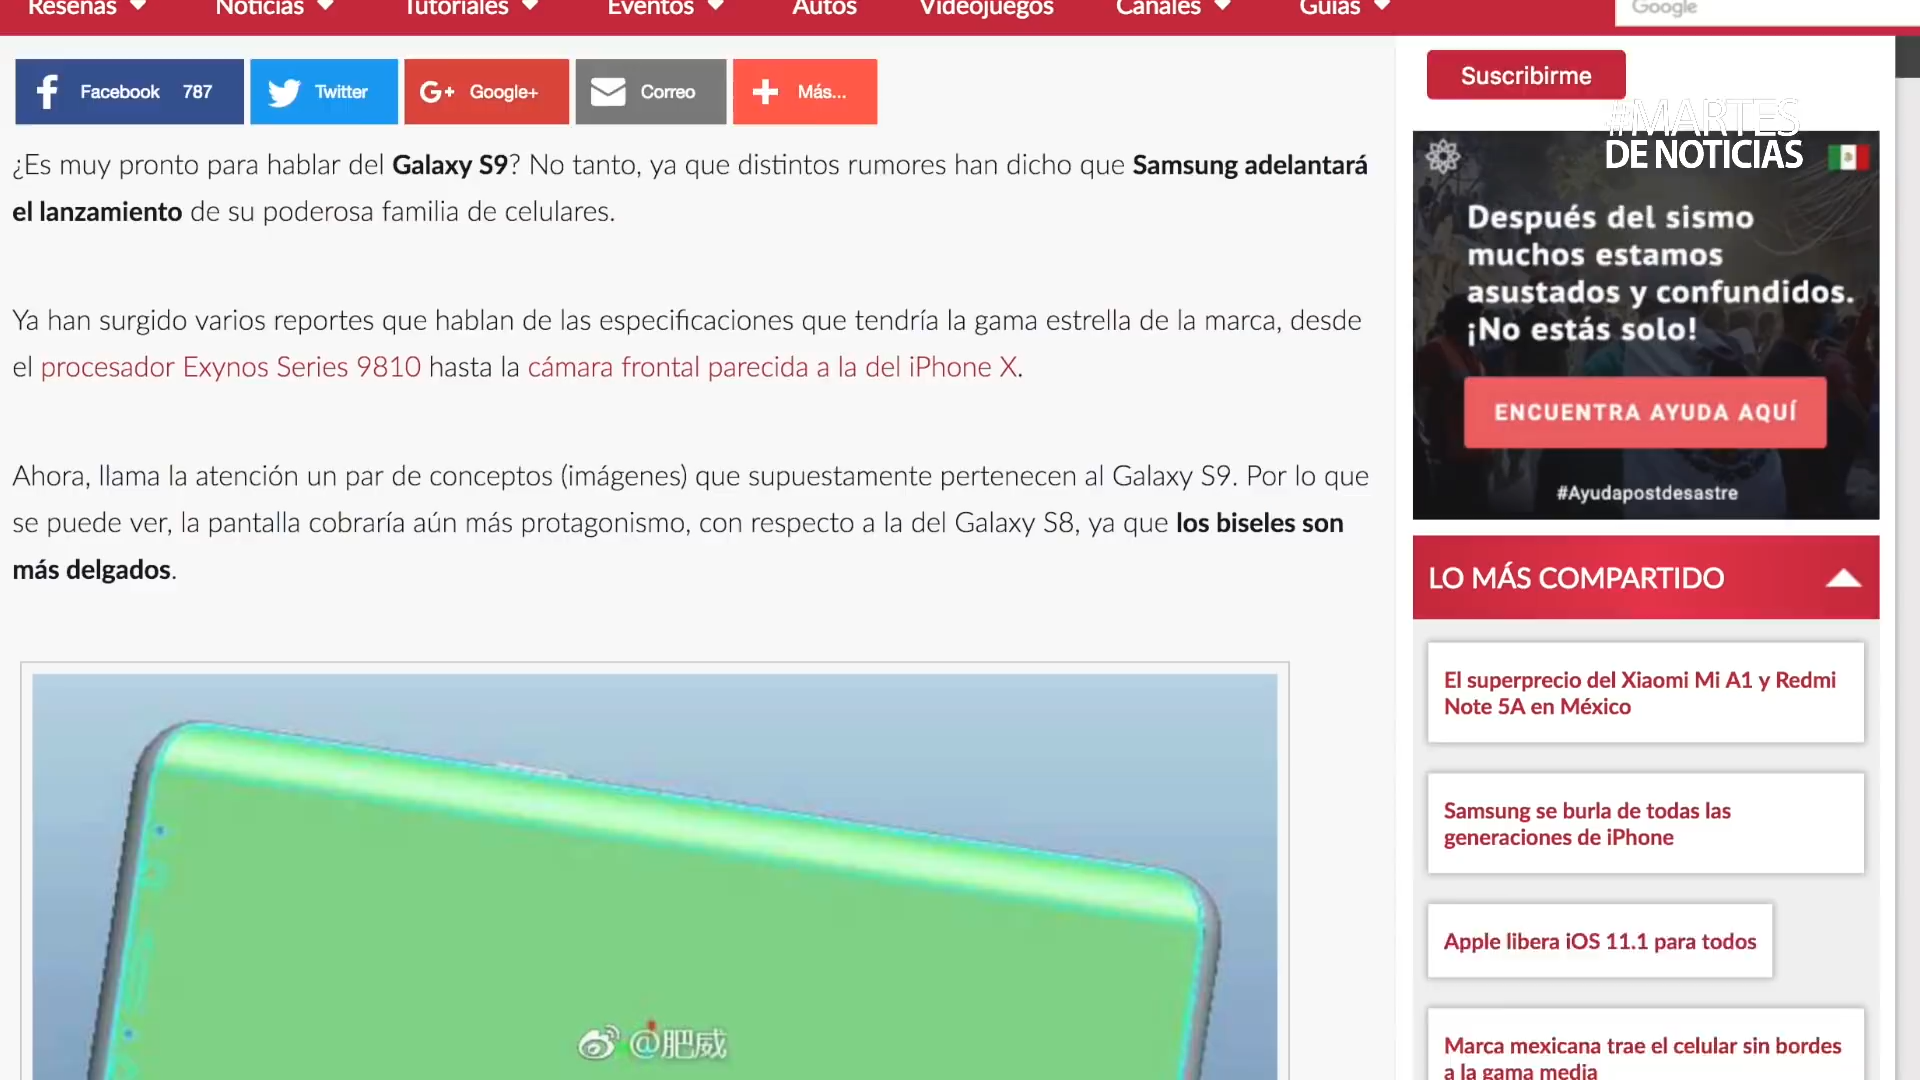 Reseñas
Noticias
Tutoriales
Eventos
Autos
Videojuegos
Canales
Guías
Google
Facebook 787
Twitter
G+ Google+
Correo
Más...
¿Es muy pronto para hablar del Galaxy S9? No tanto, ya que distintos rumores han dicho que Samsung adelantará
el lanzamiento de su poderosa familia de celulares.
Ya han surgido varios reportes que hablan de las especificaciones que tendría la gama estrella de la marca, desde
el procesador Exynos Series 9810 hasta la cámara frontal parecida a la del iPhone X.
Ahora, llama la atención un par de conceptos (imágenes) que supuestamente pertenecen al Galaxy S9. Por lo que
se puede ver, la pantalla cobraría aún más protagonismo, con respecto a la del Galaxy S8, ya que los biseles son
más delgados.
@肥威
Suscribirme
#MARTES
DE NOTICIAS
Después del sismo
muchos estamos
asustados y confundidos.
¡No estás solo!
ENCUENTRA AYUDA AQUÍ
#Ayudapostdesastre
LO MÁS COMPARTIDO
El superprecio del Xiaomi Mi A1 y Redmi
Note 5A en México
Samsung se burla de todas las
generaciones de iPhone
Apple libera iOS 11.1 para todos
Marca mexicana trae el celular sin bordes
a la gama media